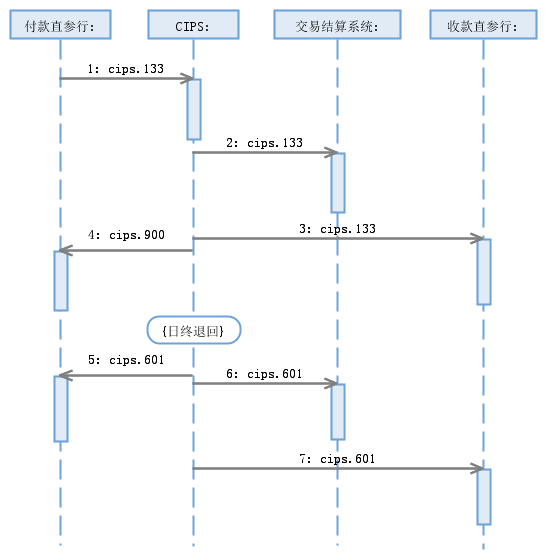 付款直参行:
CIPS:
交易结算系统:
收款直参行:
1: cips.133
2: cips.133
3: cips.133
4: cips.900
{日终退回}
5: cips.601
6: cips.601
7: cips.601